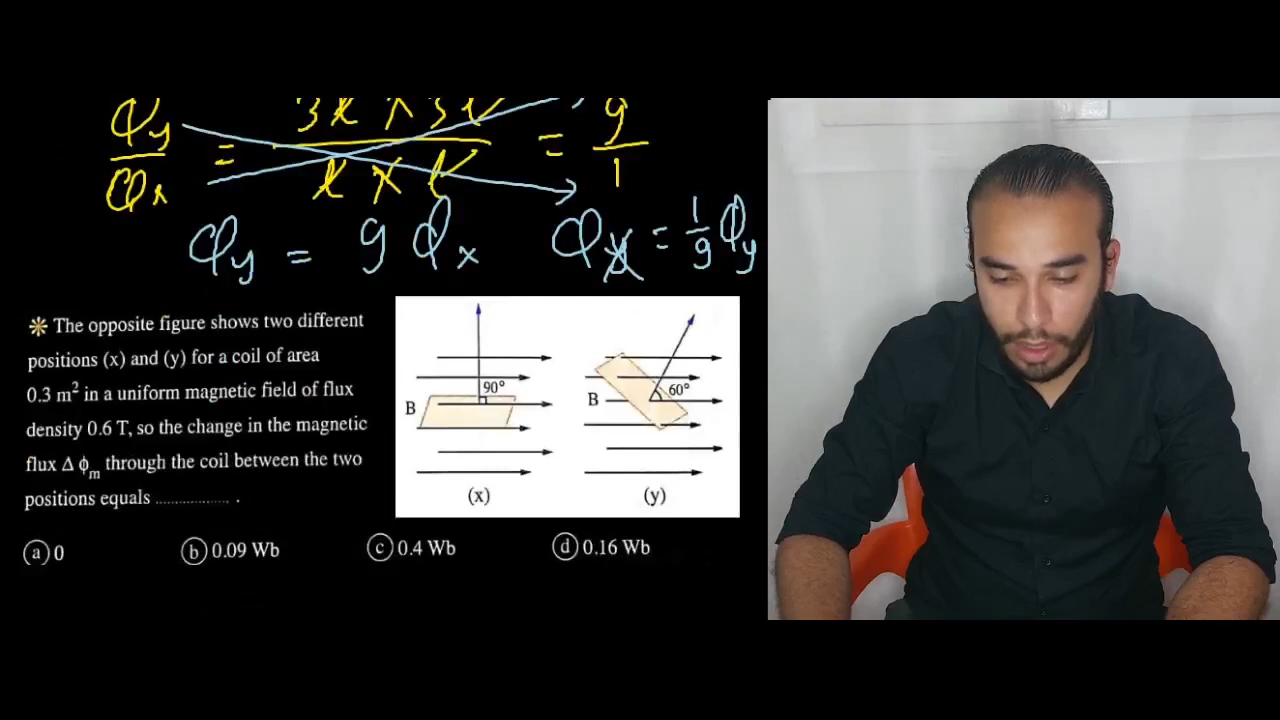 φy/φx = 3l × 3l / l × l = 9/1
φy = 9 φx φx = 1/9 φy
The opposite figure shows two different
positions (x) and (y) for a coil of area
0.3 m² in a uniform magnetic field of flux
density 0.6 T, so the change in the magnetic
flux Δ ϕm through the coil between the two
positions equals .................. .
90°
B
(x)
60°
B
(y)
ⓐ 0 ⓑ 0.09 Wb ⓒ 0.4 Wb ⓓ 0.16 Wb